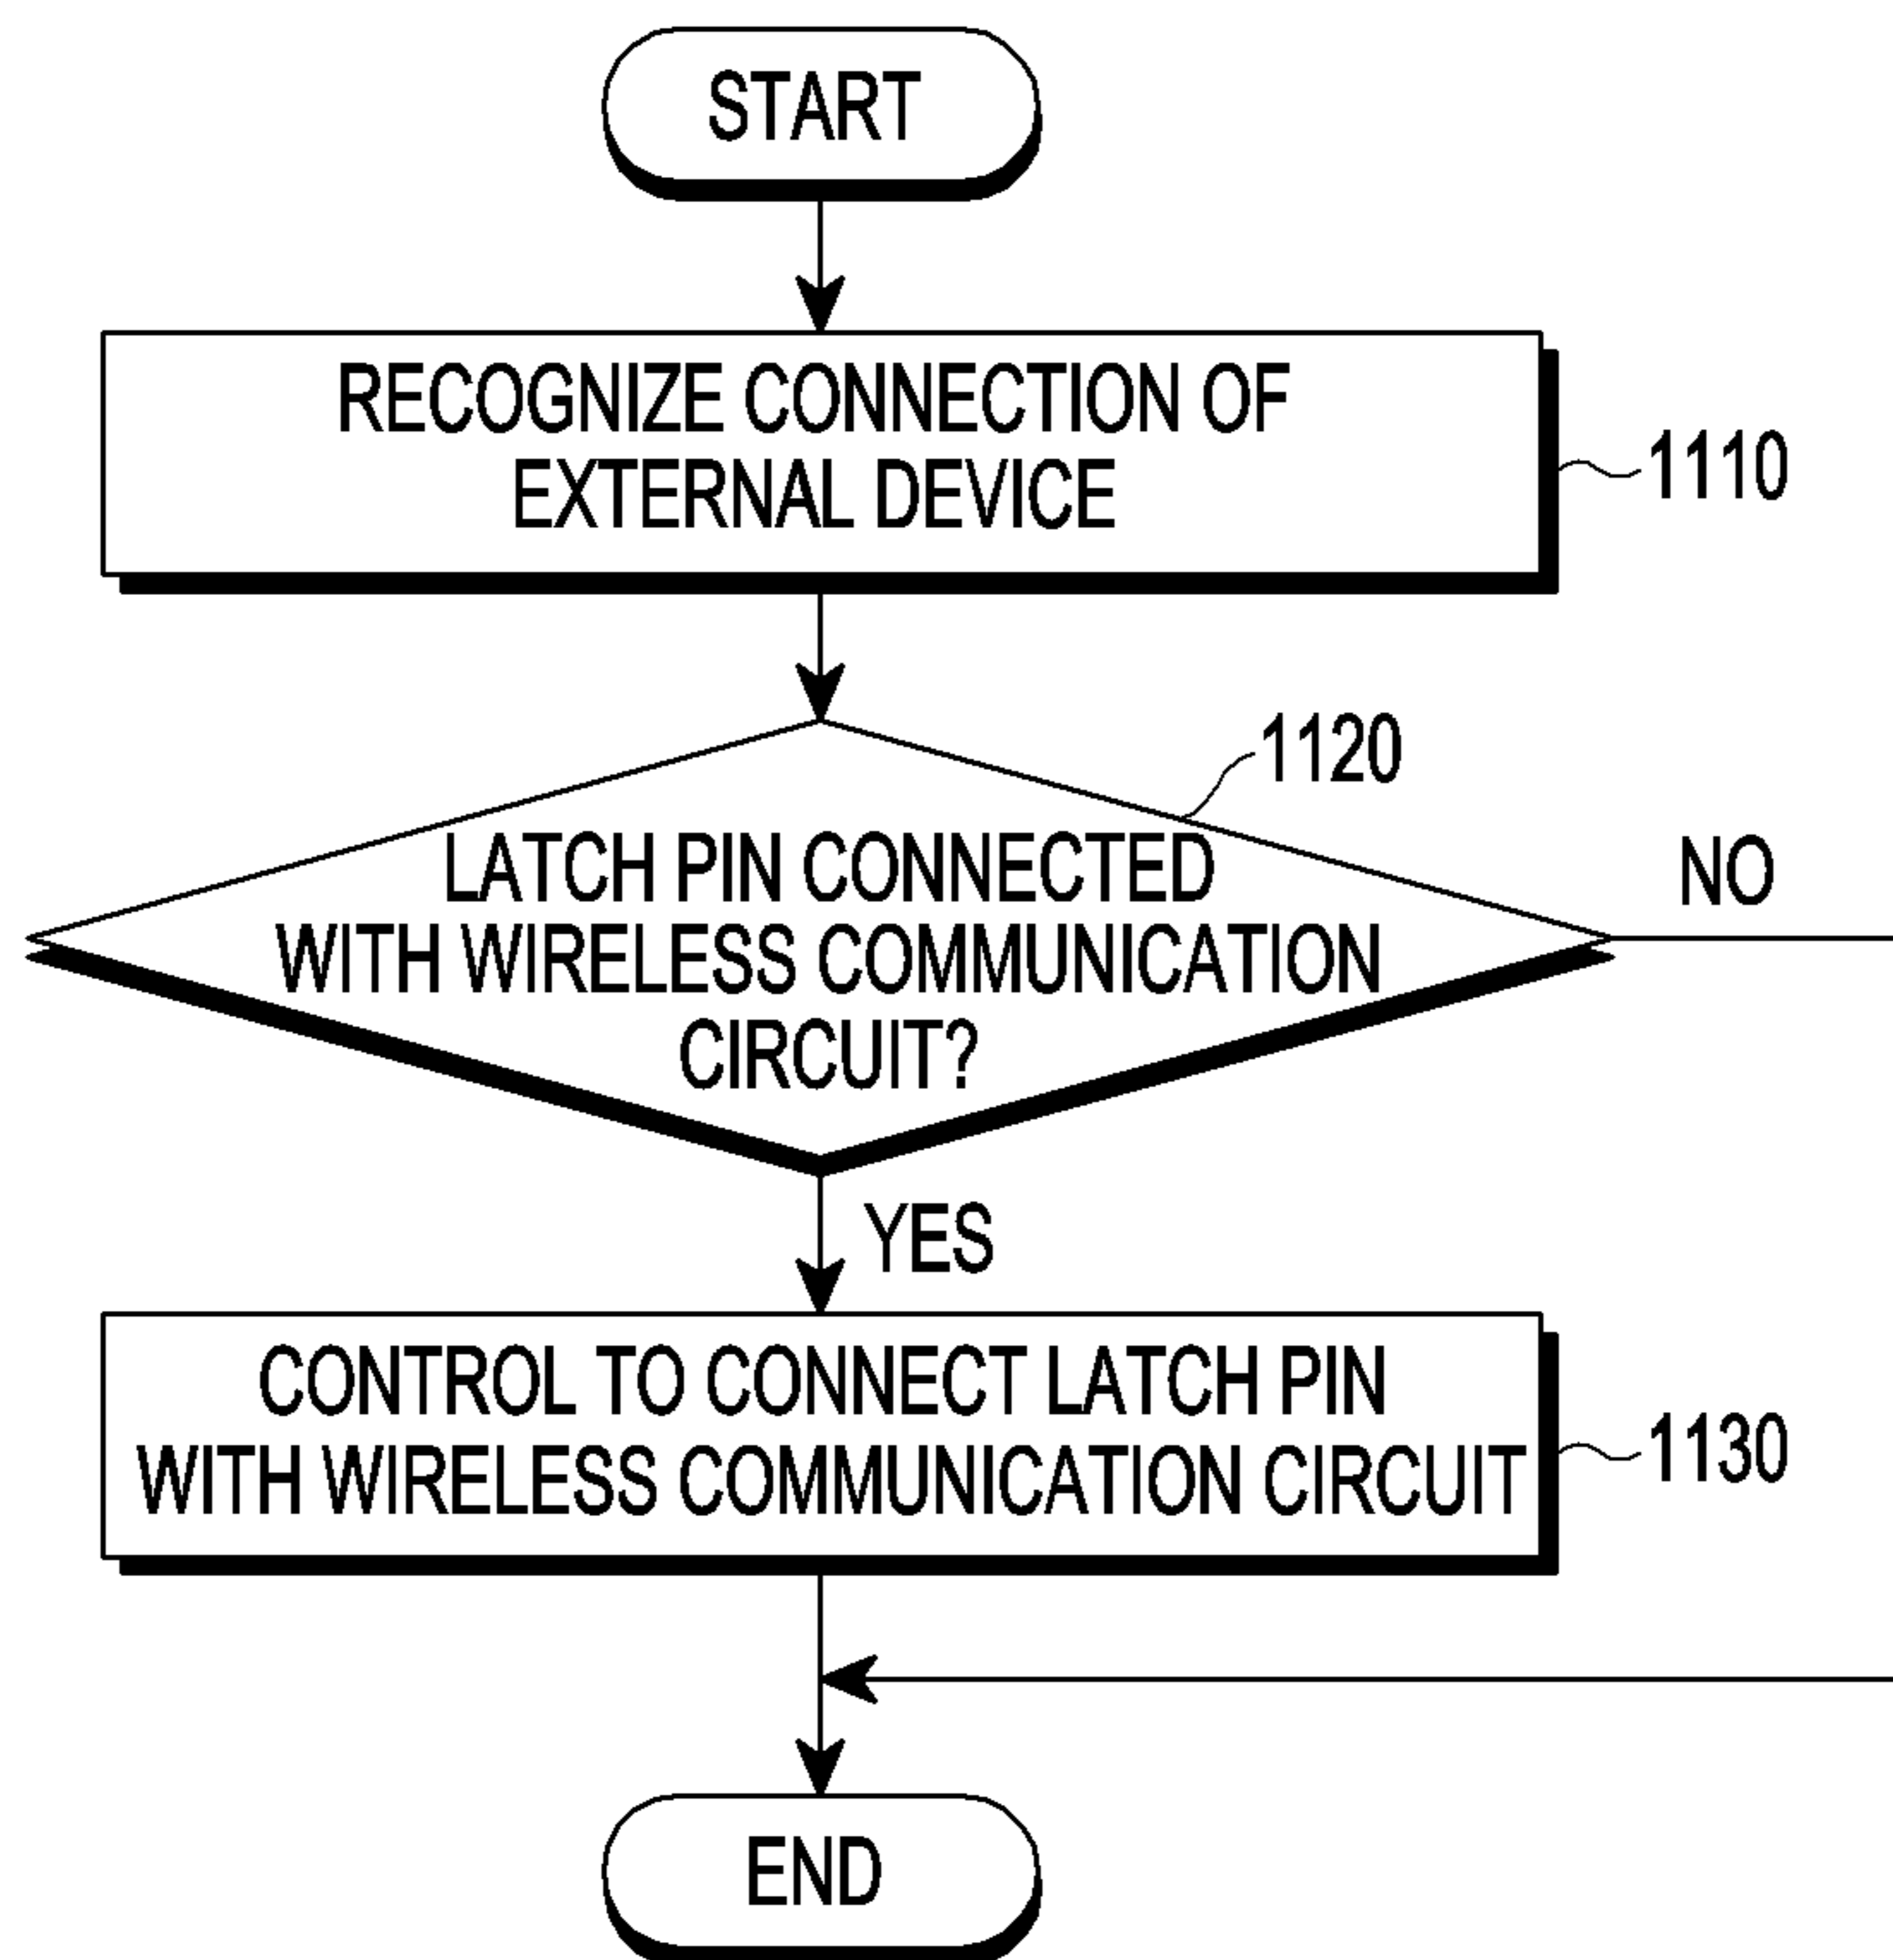 START
RECOGNIZE CONNECTION OF
EXTERNAL DEVICE
1110
1120
LATCH PIN CONNECTED
WITH WIRELESS COMMUNICATION
CIRCUIT?
NO
YES
CONTROL TO CONNECT LATCH PIN
WITH WIRELESS COMMUNICATION CIRCUIT
1130
END